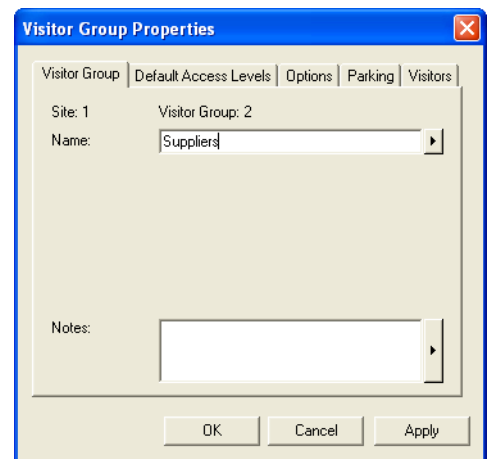 Visitor Group Properties
Visitor Group Default Access Levels Options Parking Visitors
Site: 1 Visitor Group: 2
Name: Suppliers
Notes:
OK Cancel Apply